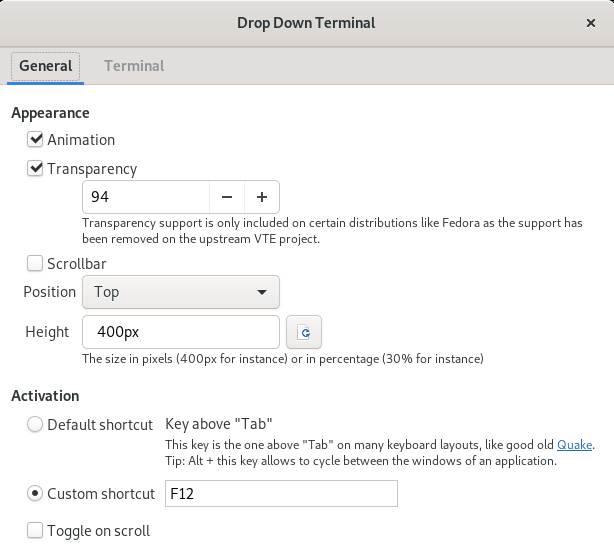 Drop Down Terminal
General Terminal
Appearance
Animation
Transparency
94
Transparency support is only included on certain distributions like Fedora as the support has
been removed on the upstream VTE project.
Scrollbar
Position Top
Height 400px
The size in pixels (400px for instance) or in percentage (30% for instance)
Activation
Default shortcut Key above "Tab"
This key is the one above "Tab" on many keyboard layouts, like good old Quake.
Tip: Alt + this key allows to cycle between the windows of an application.
Custom shortcut F12
Toggle on scroll